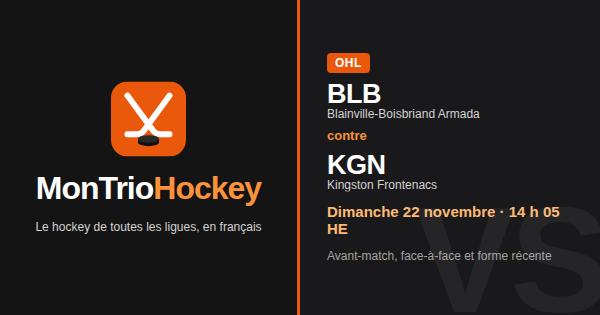 MonTrioHockey
Le hockey de toutes les ligues, en français
OHL
BLB
Blainville-Boisbriand Armada
contre
KGN
Kingston Frontenacs
Dimanche 22 novembre · 14 h 05
HE
Avant-match, face-à-face et forme récente
VS